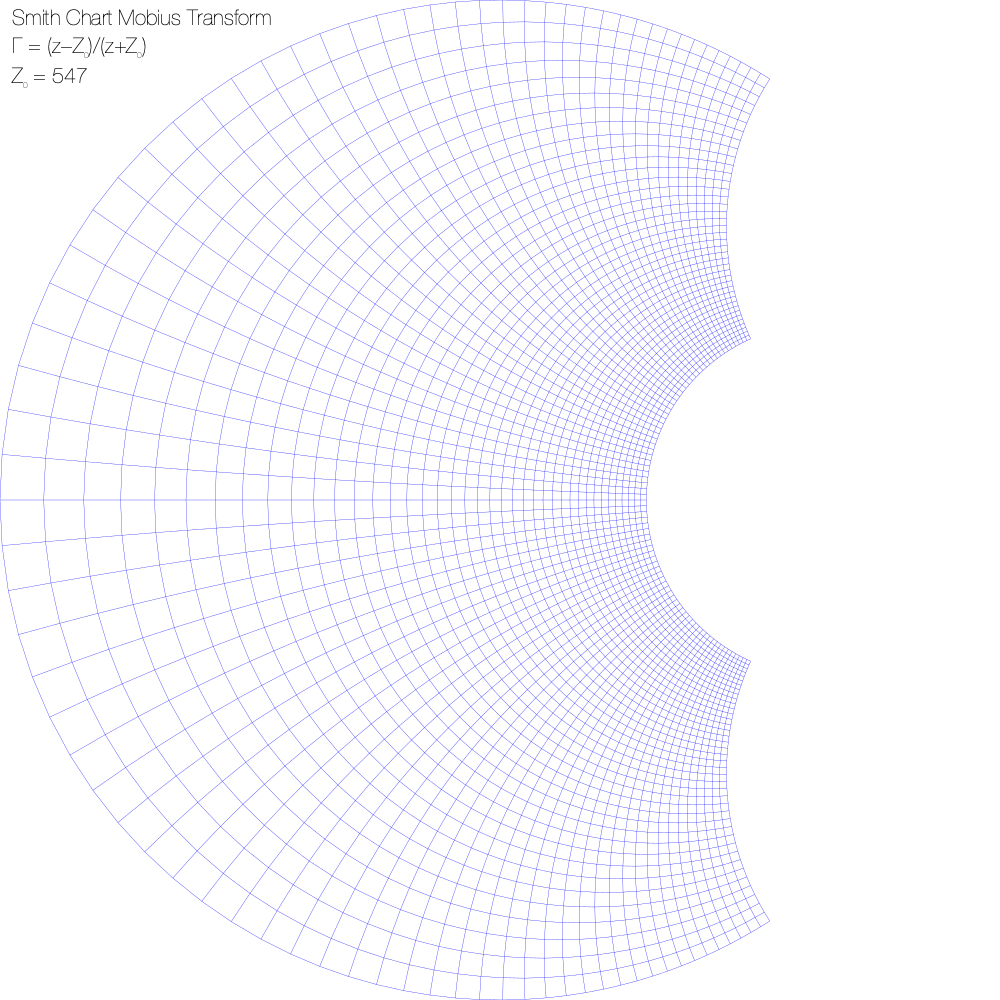 Smith Chart Mobius Transform
Γ = (z−Z₀)/(z+Z₀)
Z₀ = 547